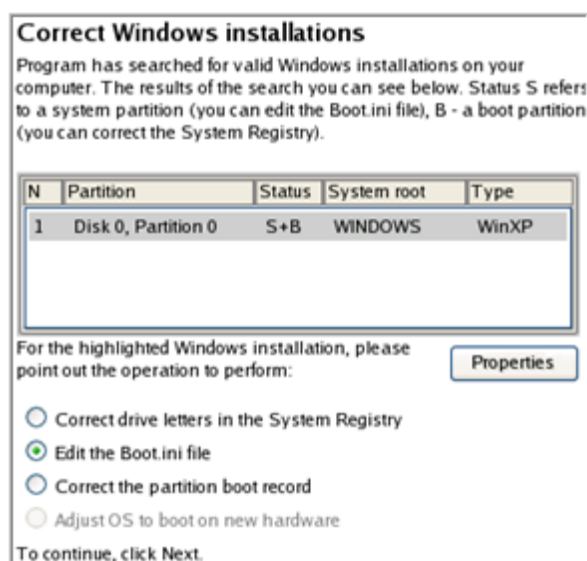 Correct Windows installations
Program has searched for valid Windows installations on your
computer. The results of the search you can see below. Status S refers
to a system partition (you can edit the Boot.ini file), B - a boot partition
(you can correct the System Registry).
N Partition Status System root Type
1 Disk 0, Partition 0 S+B WINDOWS WinXP
For the highlighted Windows installation, please
point out the operation to perform:
Properties
Correct drive letters in the System Registry
Edit the Boot.ini file
Correct the partition boot record
Adjust OS to boot on new hardware
To continue, click Next.